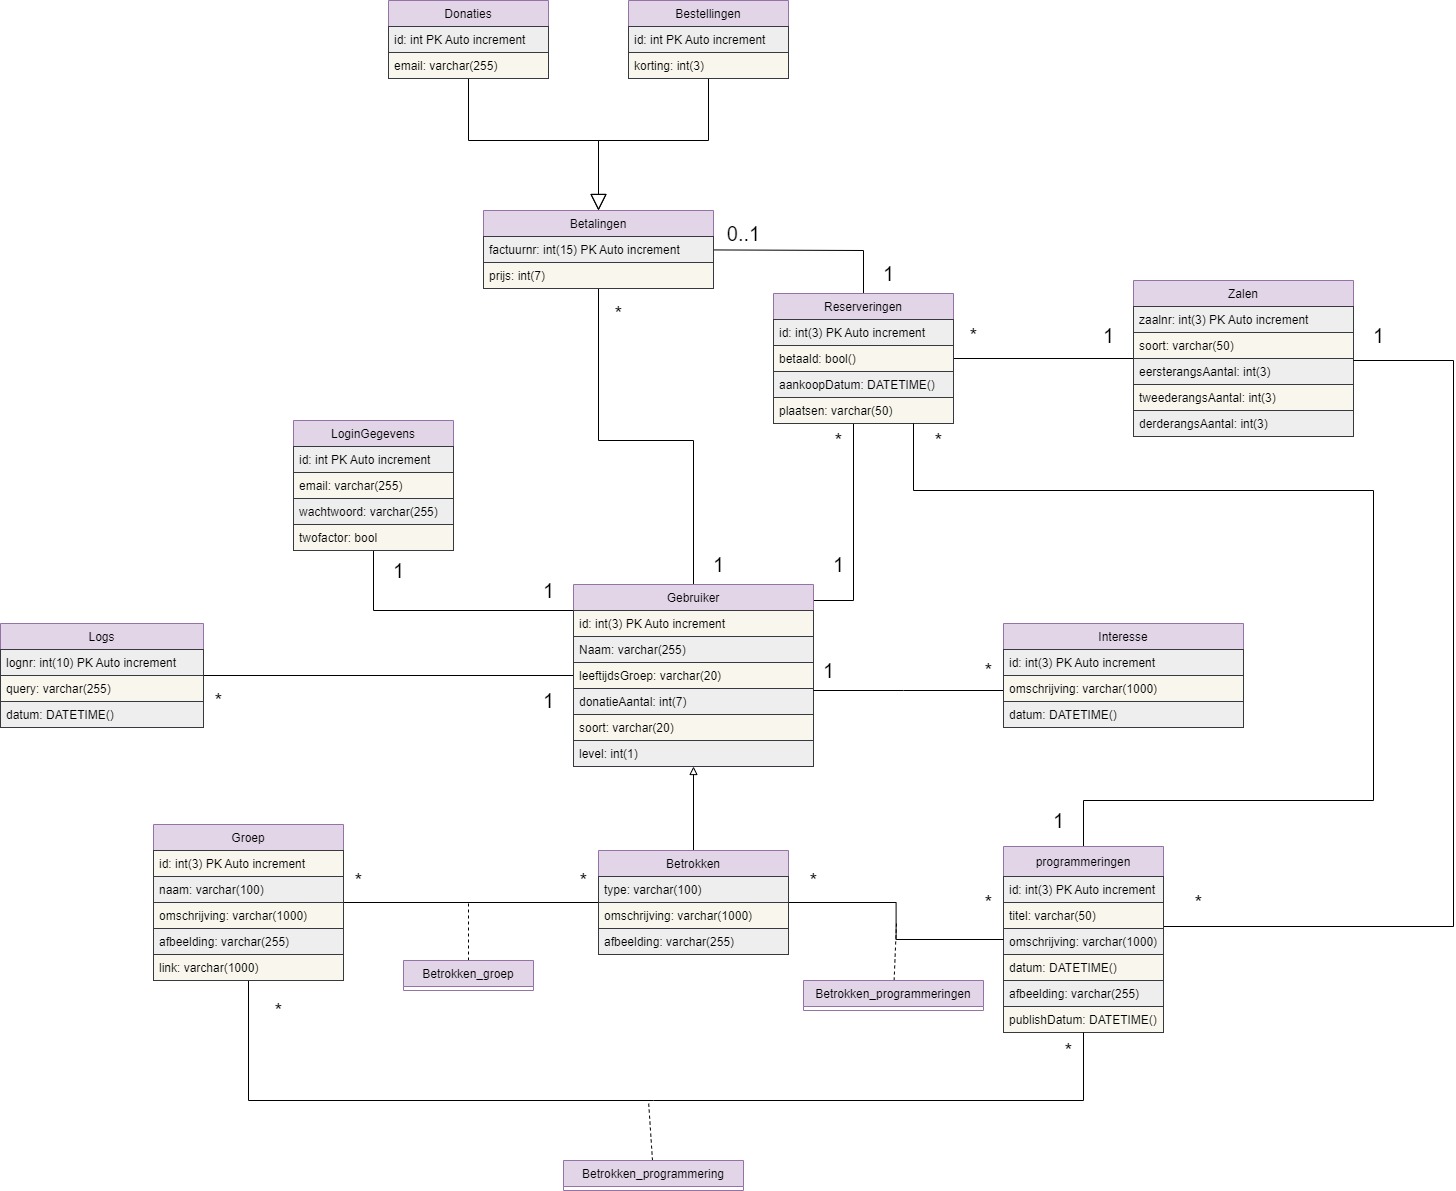 Donaties
id: int PK Auto increment
email: varchar(255)
Bestellingen
id: int PK Auto increment
korting: int(3)
Betalingen
factuurnr: int(15) PK Auto increment
prijs: int(7)
0..1
1
*
Reserveringen
id: int(3) PK Auto increment
betaald: bool()
aankoopDatum: DATETIME()
plaatsen: varchar(50)
*
1
*
*
Zalen
zaalnr: int(3) PK Auto increment
soort: varchar(50)
eersterangsAantal: int(3)
tweederangsAantal: int(3)
derderangsAantal: int(3)
1
LoginGegevens
id: int PK Auto increment
email: varchar(255)
wachtwoord: varchar(255)
twofactor: bool
1
1
1
1
Gebruiker
id: int(3) PK Auto increment
Naam: varchar(255)
leeftijdsGroep: varchar(20)
donatieAantal: int(7)
soort: varchar(20)
level: int(1)
Logs
lognr: int(10) PK Auto increment
query: varchar(255)
datum: DATETIME()
*
1
1
*
Interesse
id: int(3) PK Auto increment
omschrijving: varchar(1000)
datum: DATETIME()
Groep
id: int(3) PK Auto increment
naam: varchar(100)
omschrijving: varchar(1000)
afbeelding: varchar(255)
link: varchar(1000)
*
*
*
Betrokken
type: varchar(100)
omschrijving: varchar(1000)
afbeelding: varchar(255)
*
*
1
programmeringen
id: int(3) PK Auto increment
titel: varchar(50)
omschrijving: varchar(1000)
datum: DATETIME()
afbeelding: varchar(255)
publishDatum: DATETIME()
*
*
Betrokken_groep
Betrokken_programmeringen
Betrokken_programmering